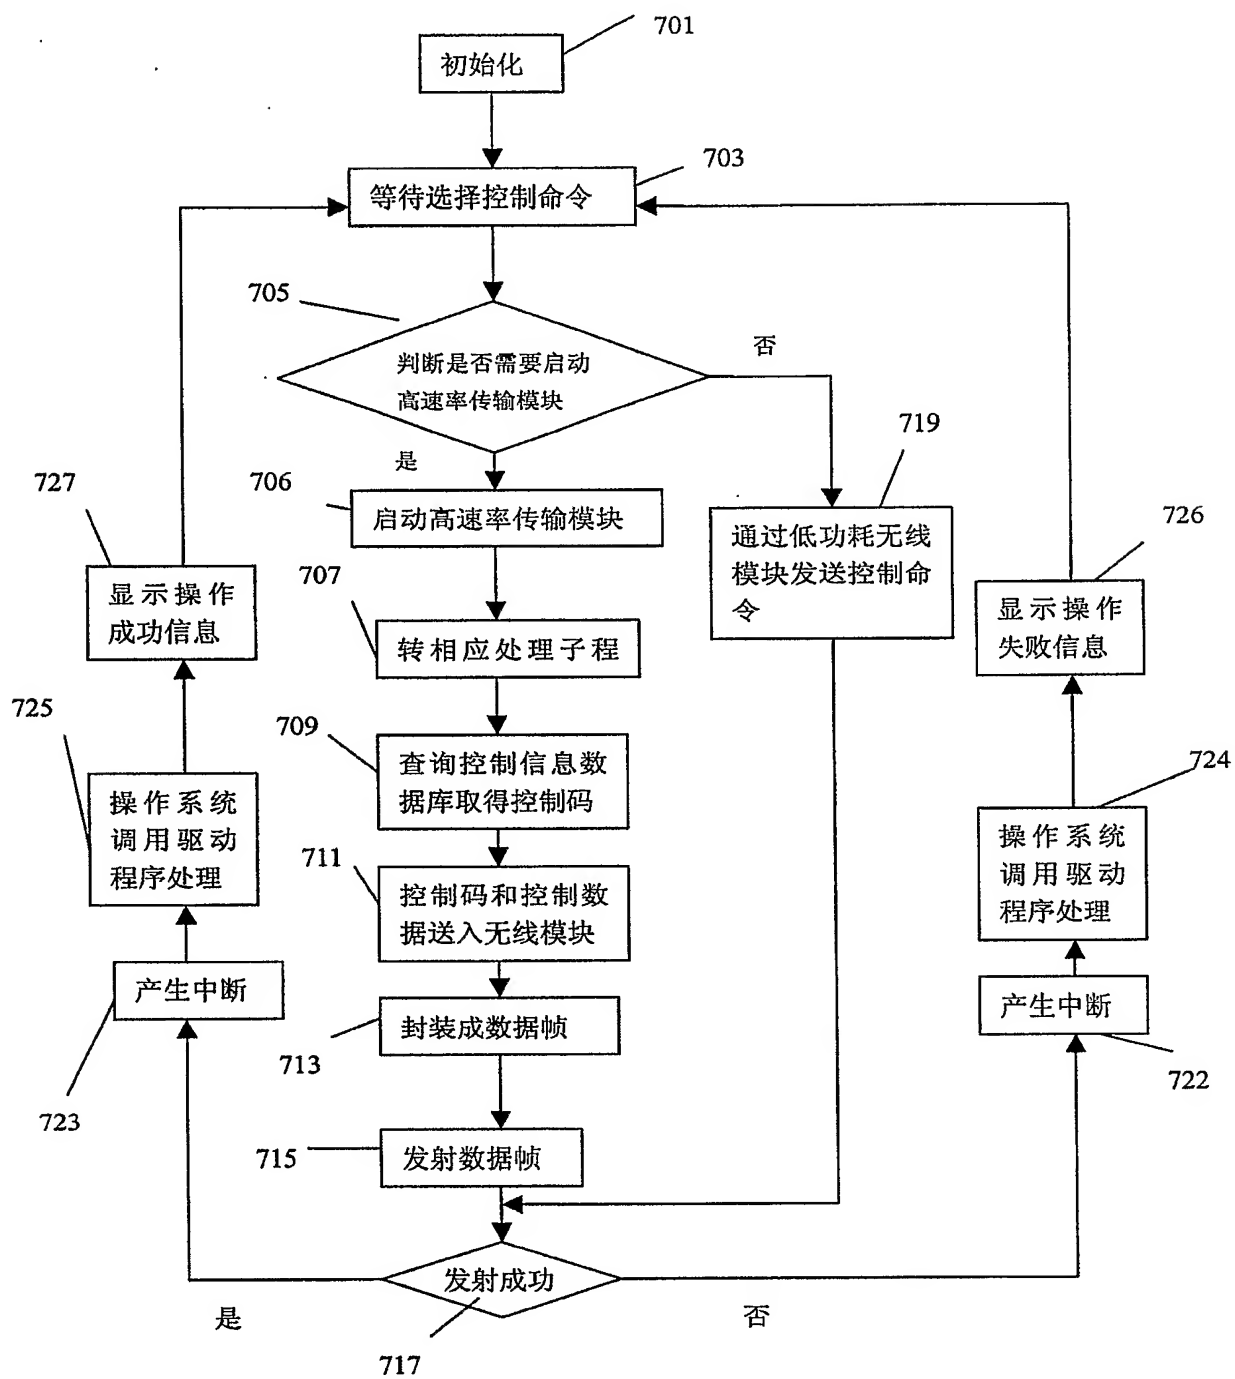 701
初始化
703
等待选择控制命令
705
判断是否需要启动
高速率传输模块
否
是
719
通过低功耗无线
模块发送控制命
令
706
启动高速率传输模块
707
转相应处理子程
709
查询控制信息数
据库取得控制码
711
控制码和控制数
据送入无线模块
713
封装成数据帧
715
发射数据帧
发射成功
717
是
否
727
显示操作
成功信息
725
操作系统
调用驱动
程序处理
产生中断
723
726
显示操作
失败信息
724
操作系统
调用驱动
程序处理
产生中断
722